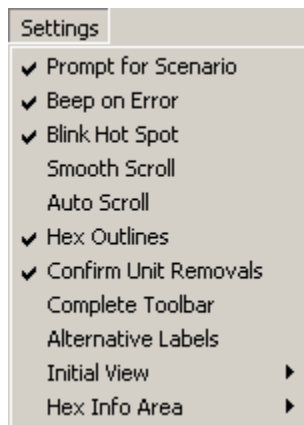 Settings
Prompt for Scenario
Beep on Error
Blink Hot Spot
Smooth Scroll
Auto Scroll
Hex Outlines
Confirm Unit Removals
Complete Toolbar
Alternative Labels
Initial View
Hex Info Area